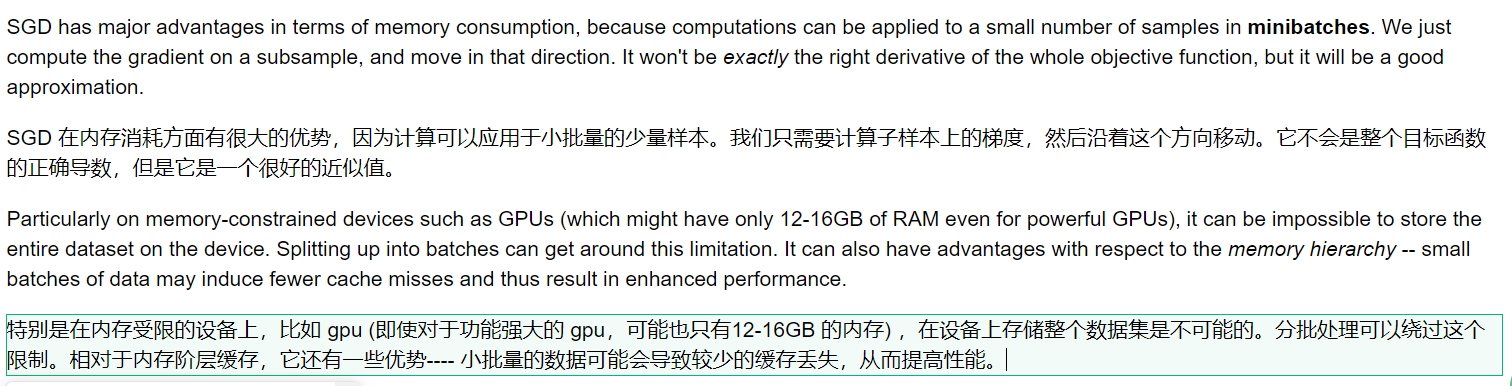 SGD has major advantages in terms of memory consumption, because computations can be applied to a small number of samples in minibatches. We just
compute the gradient on a subsample, and move in that direction. It won't be exactly the right derivative of the whole objective function, but it will be a good
approximation.
SGD 在内存消耗方面有很大的优势，因为计算可以应用于小批量的少量样本。我们只需要计算子样本上的梯度，然后沿着这个方向移动。它不会是整个目标函数
的正确导数，但是它是一个很好的近似值。
Particularly on memory-constrained devices such as GPUs (which might have only 12-16GB of RAM even for powerful GPUs), it can be impossible to store the
entire dataset on the device. Splitting up into batches can get around this limitation. It can also have advantages with respect to the memory hierarchy -- small
batches of data may induce fewer cache misses and thus result in enhanced performance.
特别是在内存受限的设备上，比如 gpu (即使对于功能强大的 gpu，可能也只有12-16GB 的内存) ，在设备上存储整个数据集是不可能的。分批处理可以绕过这个
限制。相对于内存阶层缓存，它还有一些优势---- 小批量的数据可能会导致较少的缓存丢失，从而提高性能。